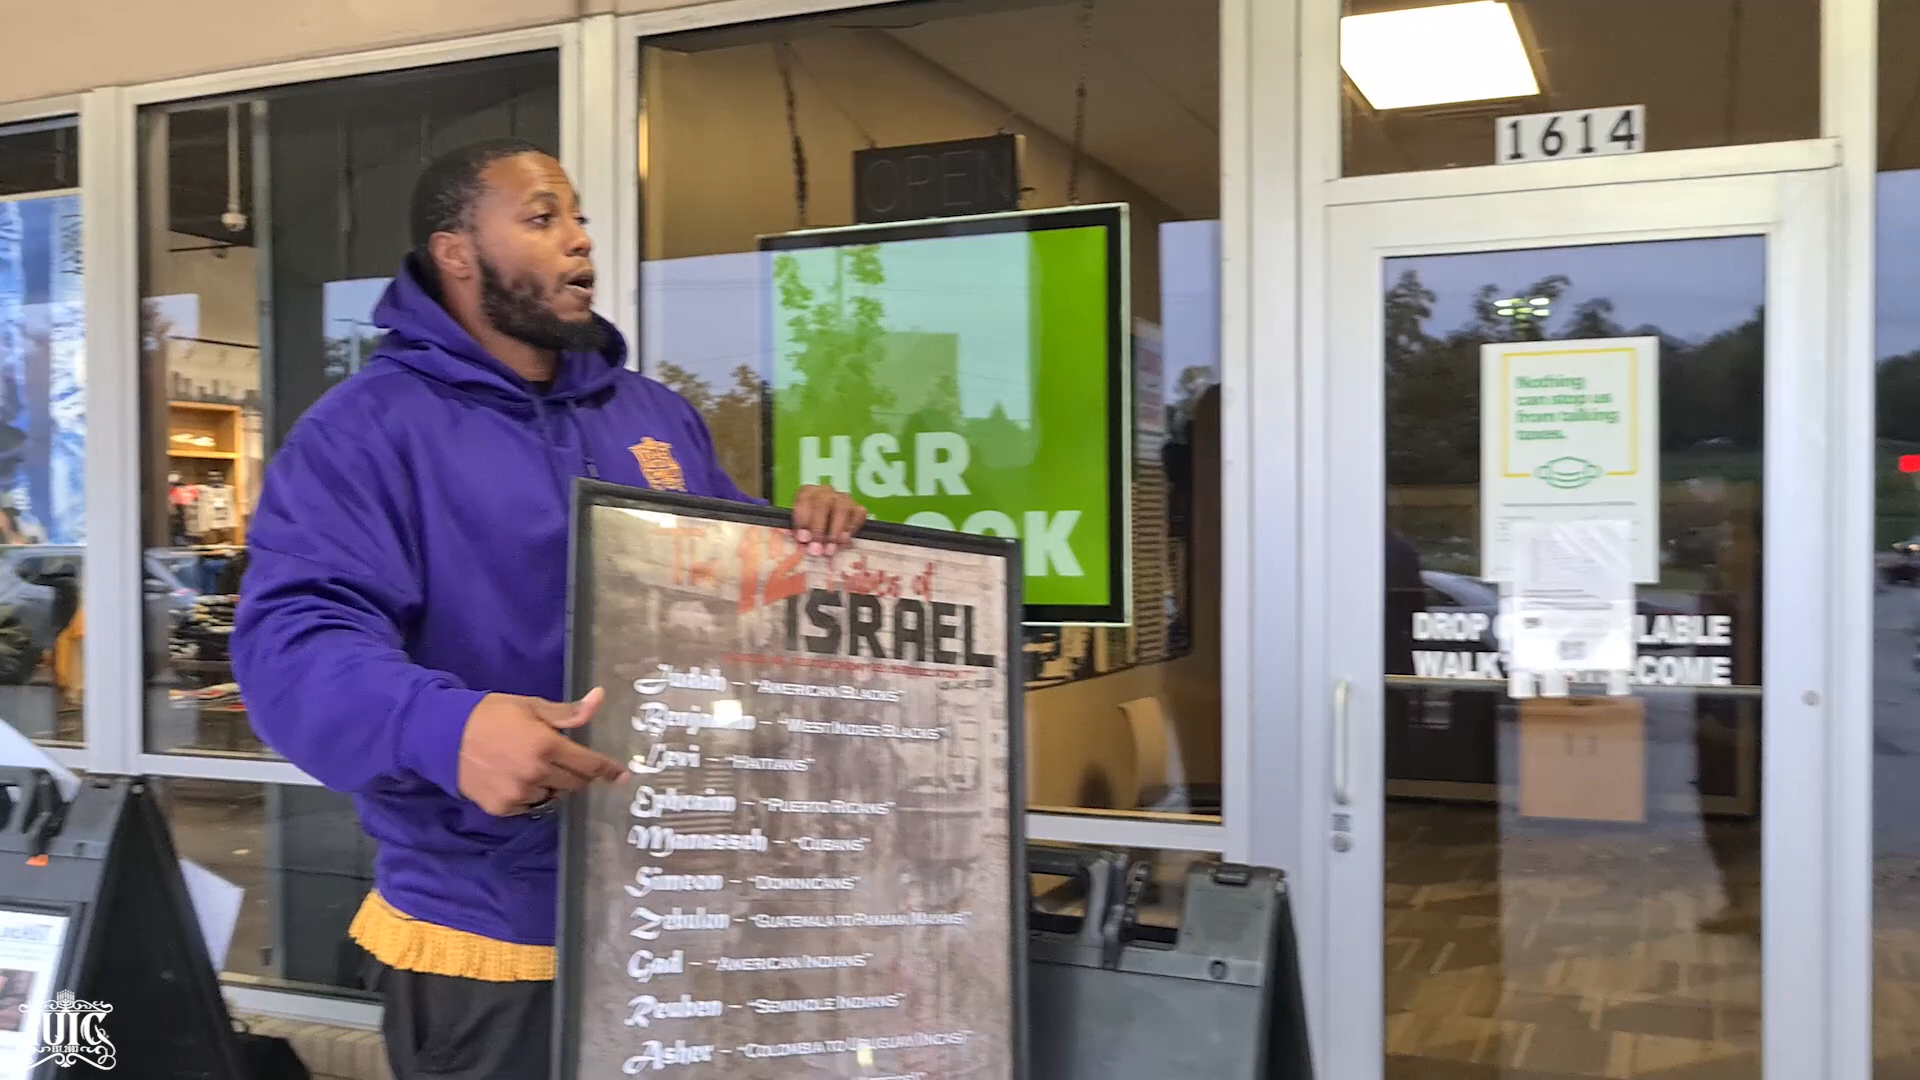 1614
OPEN
H&R
Nothing
can stop us
from talking
taxes.
DROP LABLE
WALK COME
The 12 Tribes of
ISRAEL
Judah - "American Blacks"
Benjamin - "West Indies Blacks"
Levi - "Haitians"
Ephraim - "Puerto Ricans"
Manasseh - "Cubans"
Simeon - "Dominicans"
Zebulon - "Guatemala to Panama Mayans"
Gad - "American Indians"
Reuben - "Seminole Indians"
Asher - "Colombia to Uruguay (Incas)"
IUIC
EST. 2003